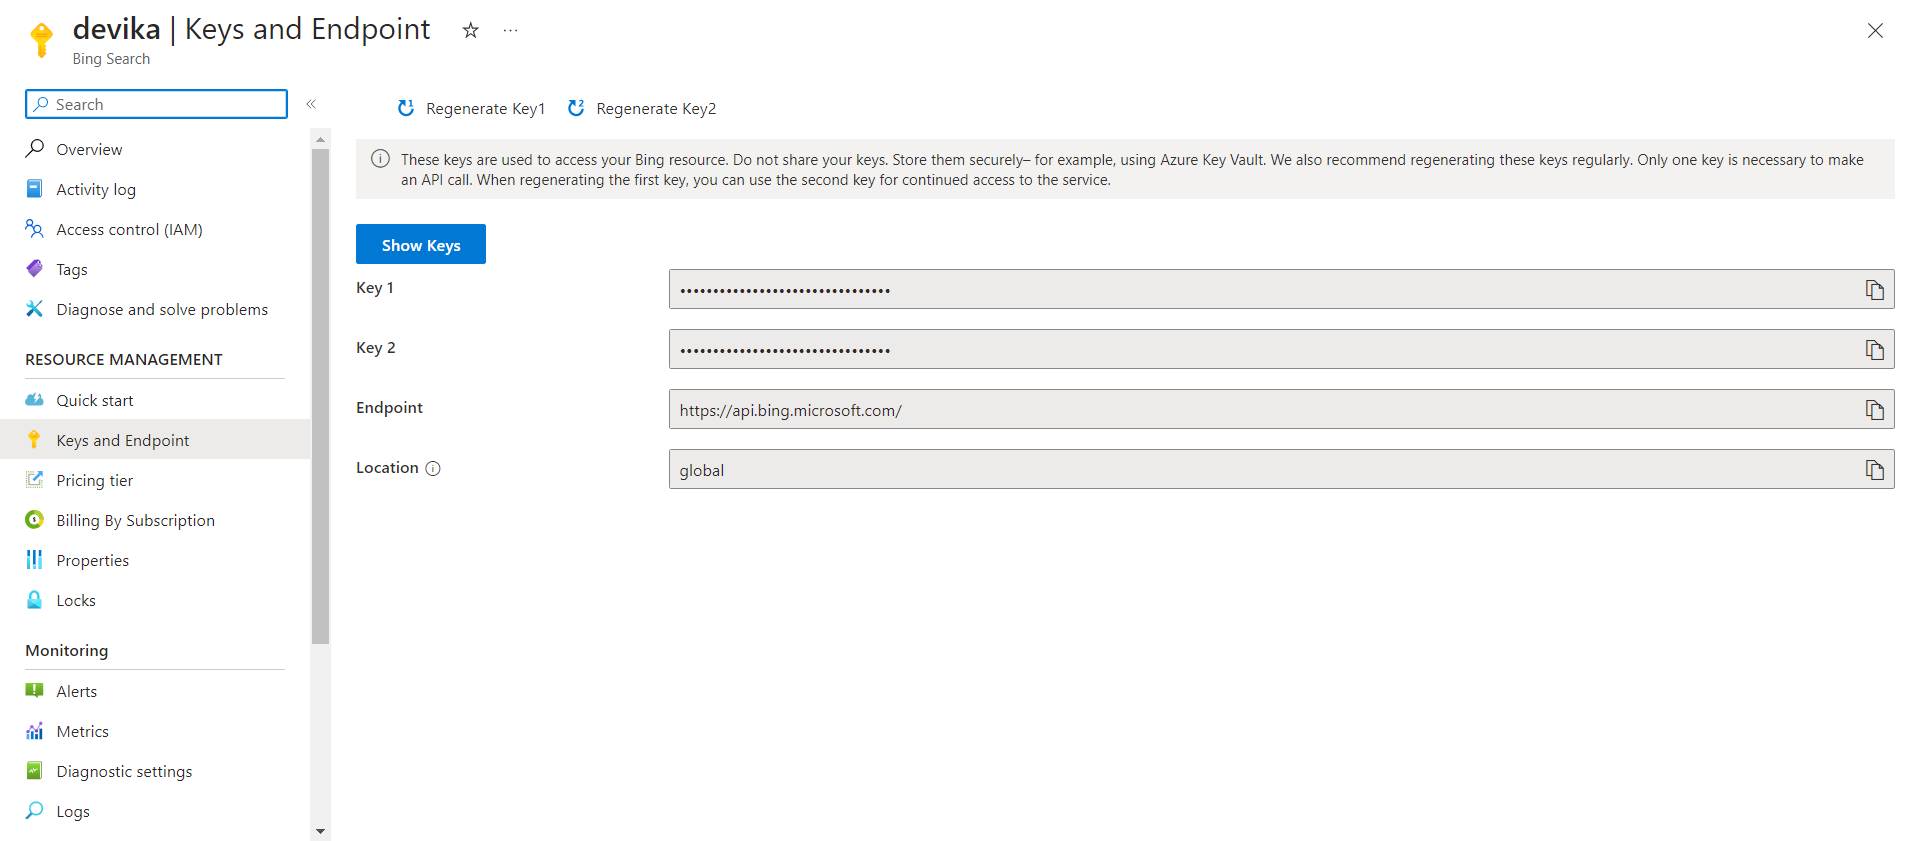 devika | Keys and Endpoint
Bing Search
Search
Overview
Activity log
Access control (IAM)
Tags
Diagnose and solve problems
RESOURCE MANAGEMENT
Quick start
Keys and Endpoint
Pricing tier
Billing By Subscription
Properties
Locks
Monitoring
Alerts
Metrics
Diagnostic settings
Logs
Regenerate Key1
Regenerate Key2
These keys are used to access your Bing resource. Do not share your keys. Store them securely– for example, using Azure Key Vault. We also recommend regenerating these keys regularly. Only one key is necessary to make
an API call. When regenerating the first key, you can use the second key for continued access to the service.
Show Keys
Key 1
••••••••••••••••••••••••••••••••
Key 2
••••••••••••••••••••••••••••••••
Endpoint
https://api.bing.microsoft.com/
Location
global